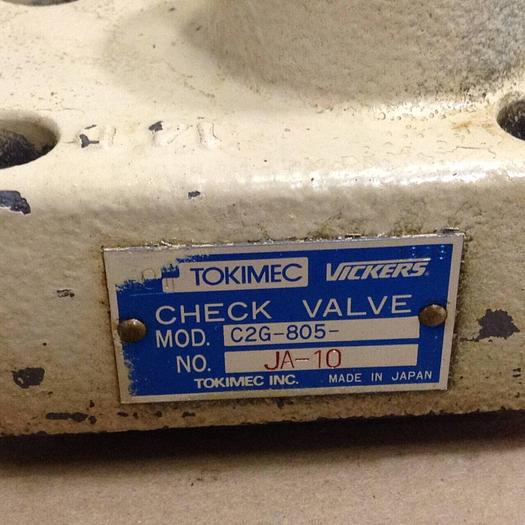 TOKIMEC VICKERS®
CHECK VALVE
MOD. C2G-805-
NO. JA-10
TOKIMEC INC. MADE IN JAPAN